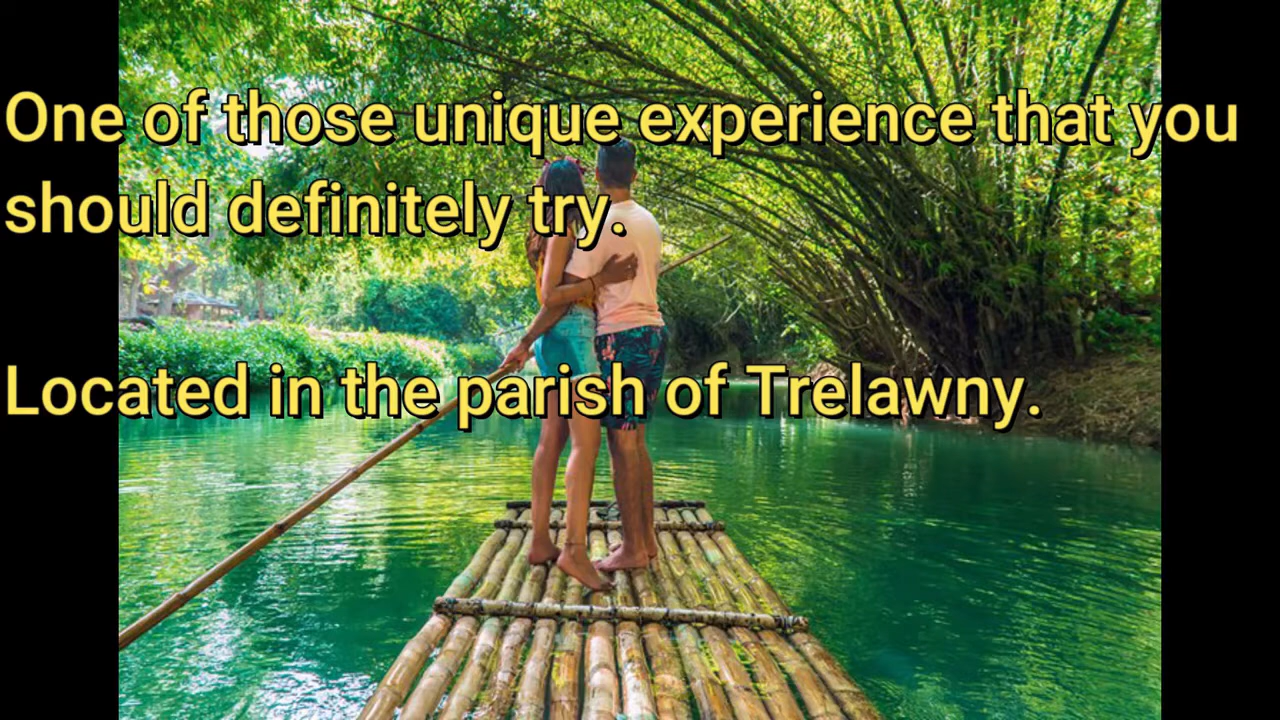 One of those unique experience that you
should definitely try.
Located in the parish of Trelawny.